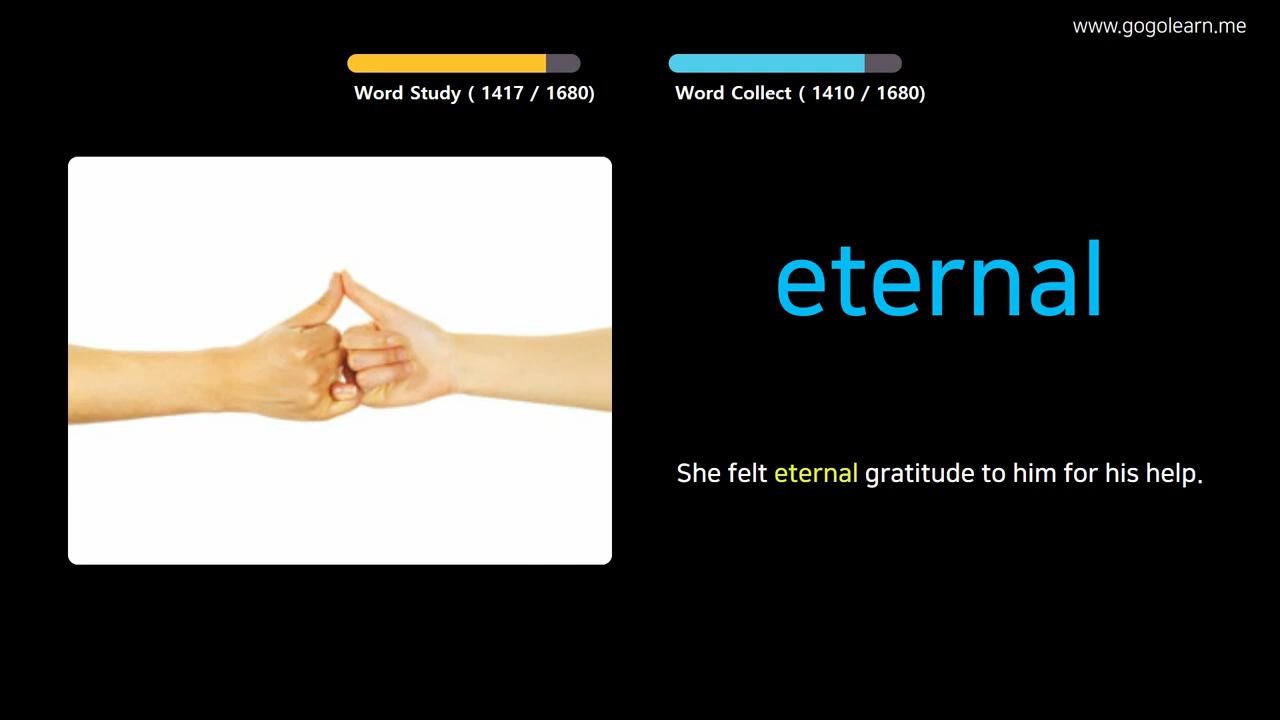 www.gogolearn.me
Word Study ( 1417 / 1680)
Word Collect ( 1410 / 1680)
eternal
She felt eternal gratitude to him for his help.